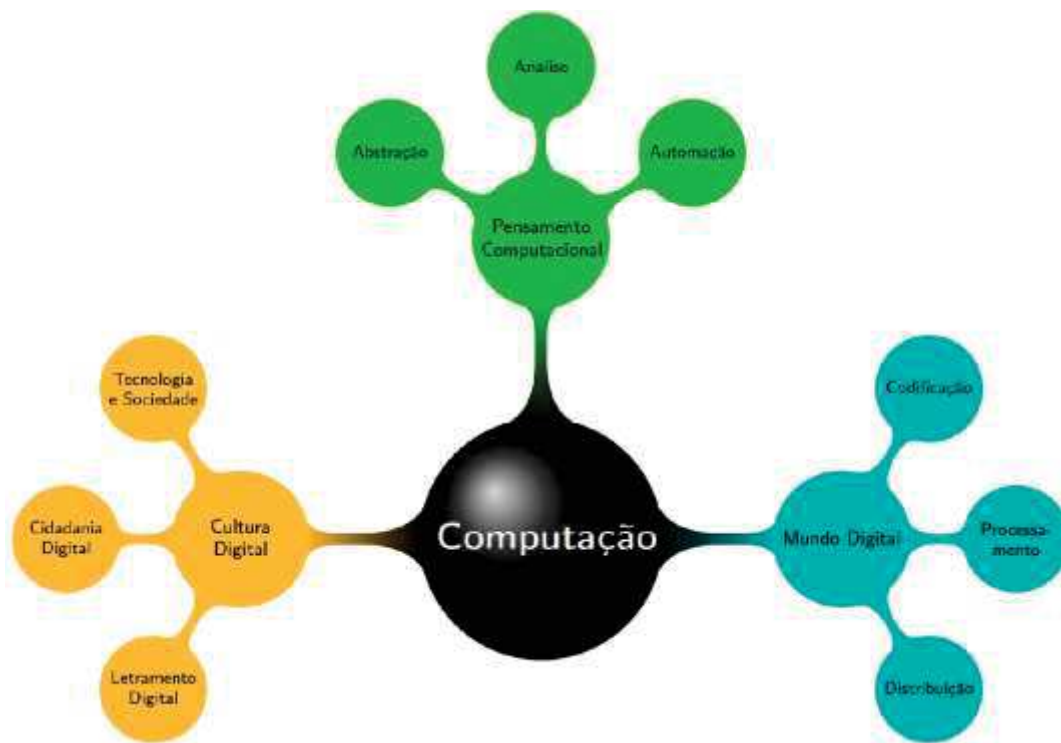 Análise
Abstração
Automação
Pensamento
Computacional
Tecnologia
e Sociedade
Codificação
Cidadania
Digital
Cultura
Digital
Computação
Mundo Digital
Processa-
mento
Letramento
Digital
Distribuição